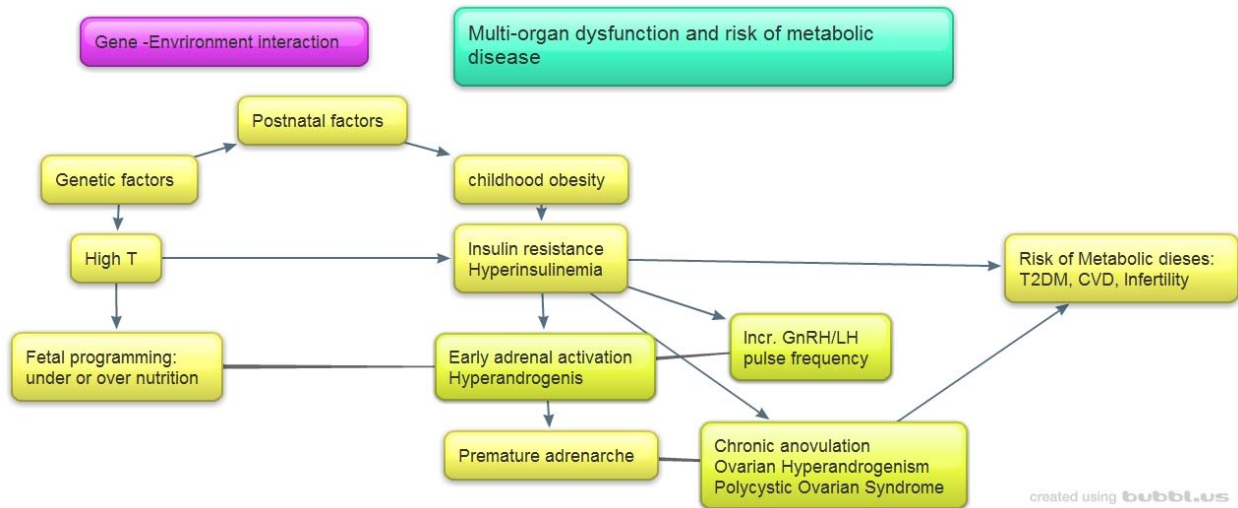 Gene -Envrironment interaction
Multi-organ dysfunction and risk of metabolic
disease
Postnatal factors
Genetic factors
childhood obesity
High T
Insulin resistance
Hyperinsulinemia
Risk of Metabolic dieses:
T2DM, CVD, Infertility
Fetal programming:
under or over nutrition
Early adrenal activation
Hyperandrogenis
Incr. GnRH/LH
pulse frequency
Premature adrenarche
Chronic anovulation
Ovarian Hyperandrogenism
Polycystic Ovarian Syndrome
created using bubbl.us